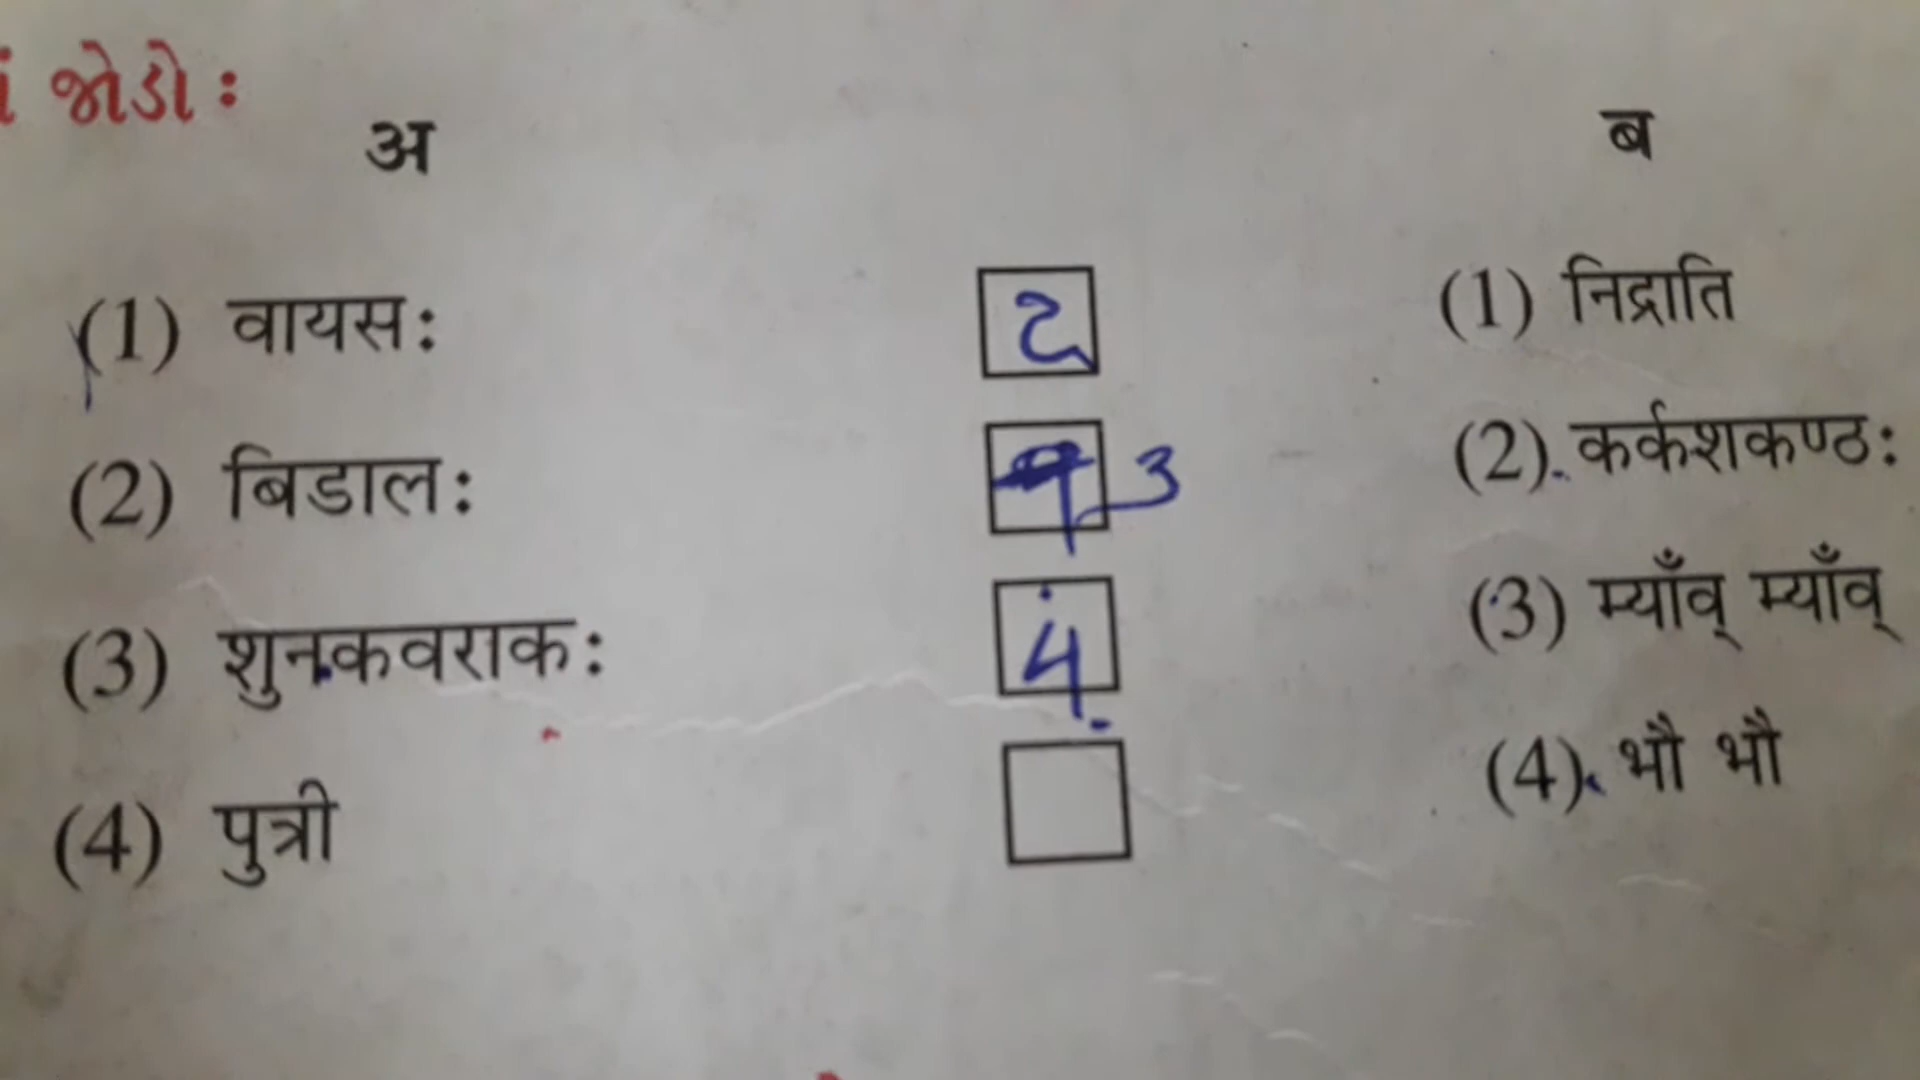 જોડો :
अ ब
(1) वायसः 2 (1) निद्राति
(2) बिडालः 3 (2) कर्कशकण्ठः
(3) शुनकवराकः 4 (3) म्याँव् म्याँव्
(4) पुत्री (4) भौ भौ